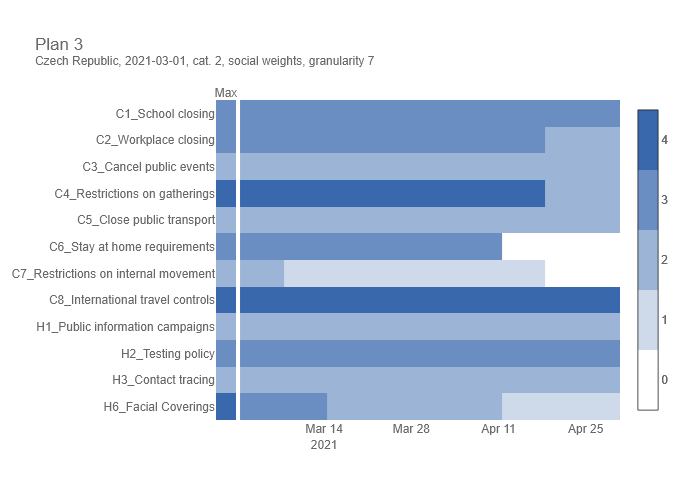 Plan 3
Czech Republic, 2021-03-01, cat. 2, social weights, granularity 7
Max
C1_School closing
C2_Workplace closing
C3_Cancel public events
C4_Restrictions on gatherings
C5_Close public transport
C6_Stay at home requirements
C7_Restrictions on internal movement
C8_International travel controls
H1_Public information campaigns
H2_Testing policy
H3_Contact tracing
H6_Facial Coverings
Mar 14 Mar 28 Apr 11 Apr 25
2021
4
3
2
1
0